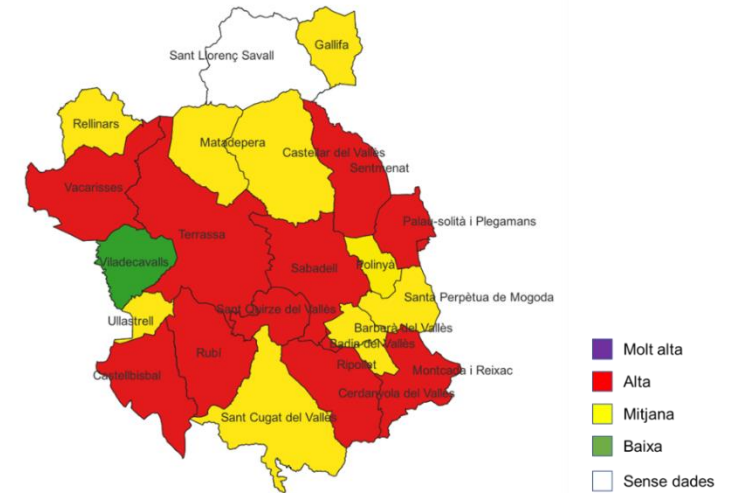 Gallifa
Sant Llorenç Savall
Rellinars
Matadepera
Castellar del Vallès
Sentmenat
Vacarisses
Palau-solità i Plegamans
Terrassa
Viladecavalls
Sabadell
Polinyà
Santa Perpètua de Mogoda
Sant Quirze del Vallès
Ullastrell
Barberà del Vallès
Badia del Vallès
Rubí
Ripollet
Montcada i Reixac
Castellbisbal
Cerdanyola del Vallès
Sant Cugat del Vallès
Molt alta
Alta
Mitjana
Baixa
Sense dades